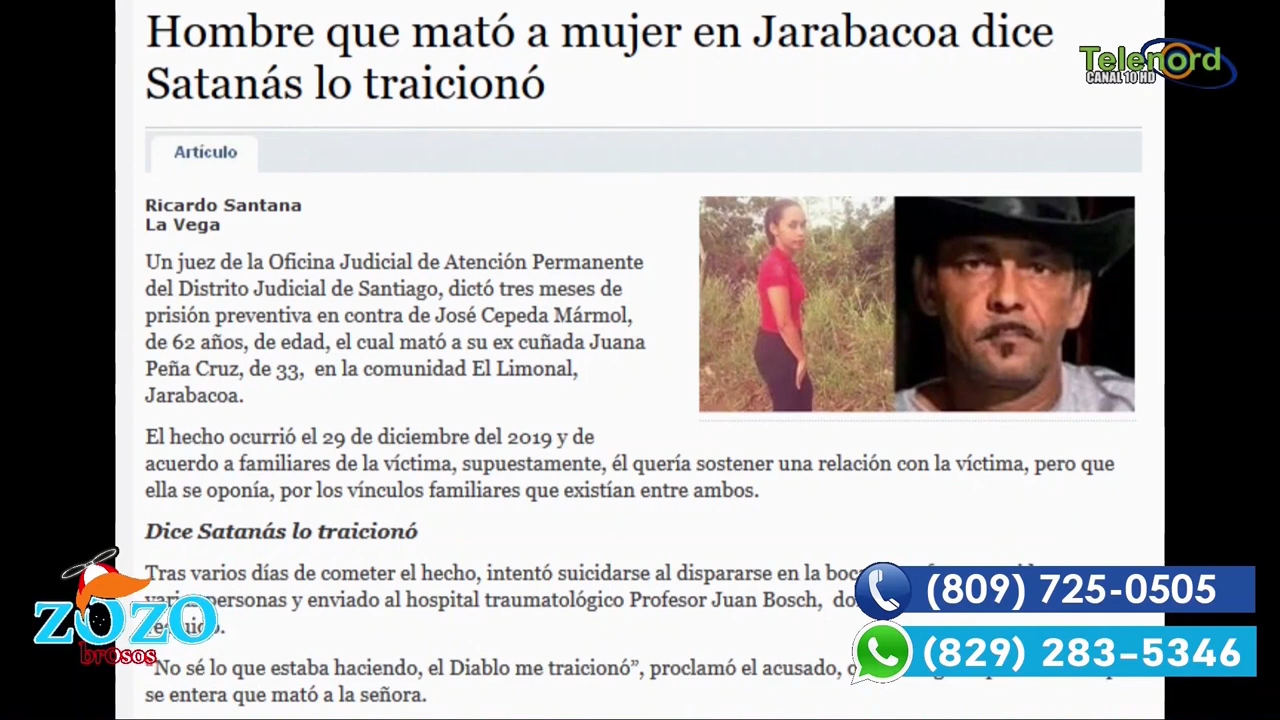 Hombre que mató a mujer en Jarabacoa dice
Satanás lo traicionó
Telenord
CANAL 10 HD
Artículo
Ricardo Santana
La Vega
Un juez de la Oficina Judicial de Atención Permanente
del Distrito Judicial de Santiago, dictó tres meses de
prisión preventiva en contra de José Cepeda Mármol,
de 62 años, de edad, el cual mató a su ex cuñada Juana
Peña Cruz, de 33, en la comunidad El Limonal,
Jarabacoa.
El hecho ocurrió el 29 de diciembre del 2019 y de
acuerdo a familiares de la víctima, supuestamente, él quería sostener una relación con la víctima, pero que
ella se oponía, por los vínculos familiares que existían entre ambos.
Dice Satanás lo traicionó
Tras varios días de cometer el hecho, intentó suicidarse al dispararse en la boca
personas y enviado al hospital traumatológico Profesor Juan Bosch,
"No sé lo que estaba haciendo, el Diablo me traicionó”, proclamó el acusado,
se entera que mató a la señora.
ZOZO
brOsos
(809) 725-0505
(829) 283-5346